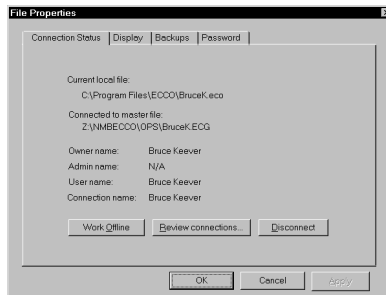 File Properties
Connection Status Display Backups Password
Current local file:
C:\Program Files\ECCO\BruceK.eco
Connected to master file:
Z:\NMBECCO\OPS\BruceK.ECG
Owner name: Bruce Keever
Admin name: N/A
User name: Bruce Keever
Connection name: Bruce Keever
Work Offline Review connections... Disconnect
OK Cancel Apply